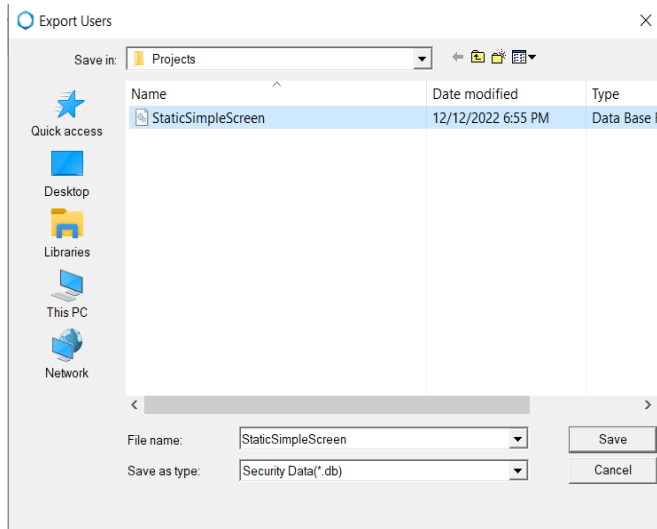 Export Users
Save in: Projects
Name Date modified Type
StaticSimpleScreen 12/12/2022 6:55 PM Data Base
Quick access
Desktop
Libraries
This PC
Network
File name: StaticSimpleScreen Save
Save as type: Security Data(*.db) Cancel